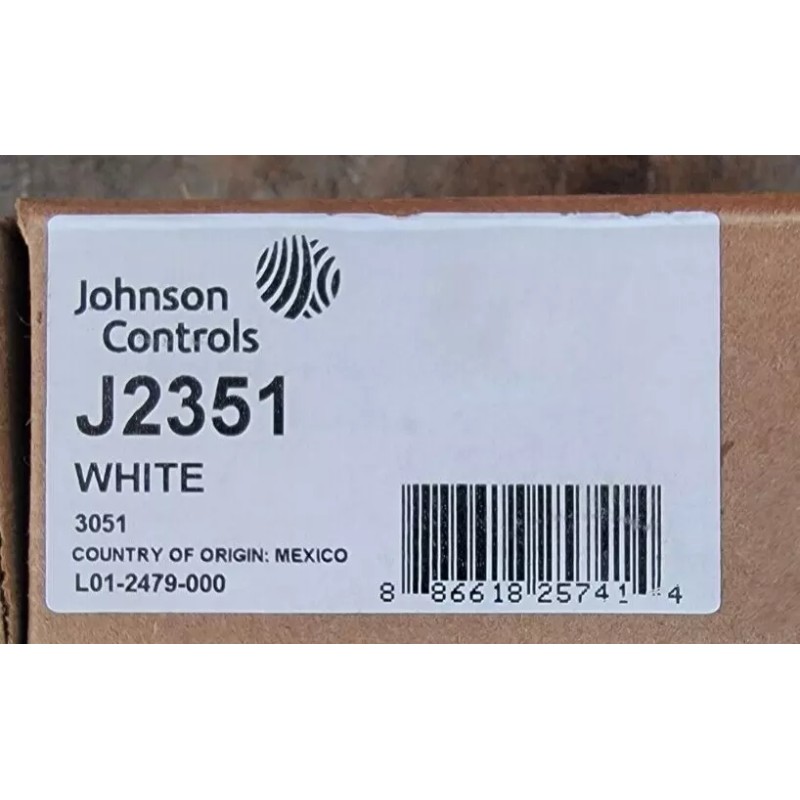 Johnson
Controls
J2351
WHITE
3051
COUNTRY OF ORIGIN: MEXICO
L01-2479-000
8 86618 25741 4